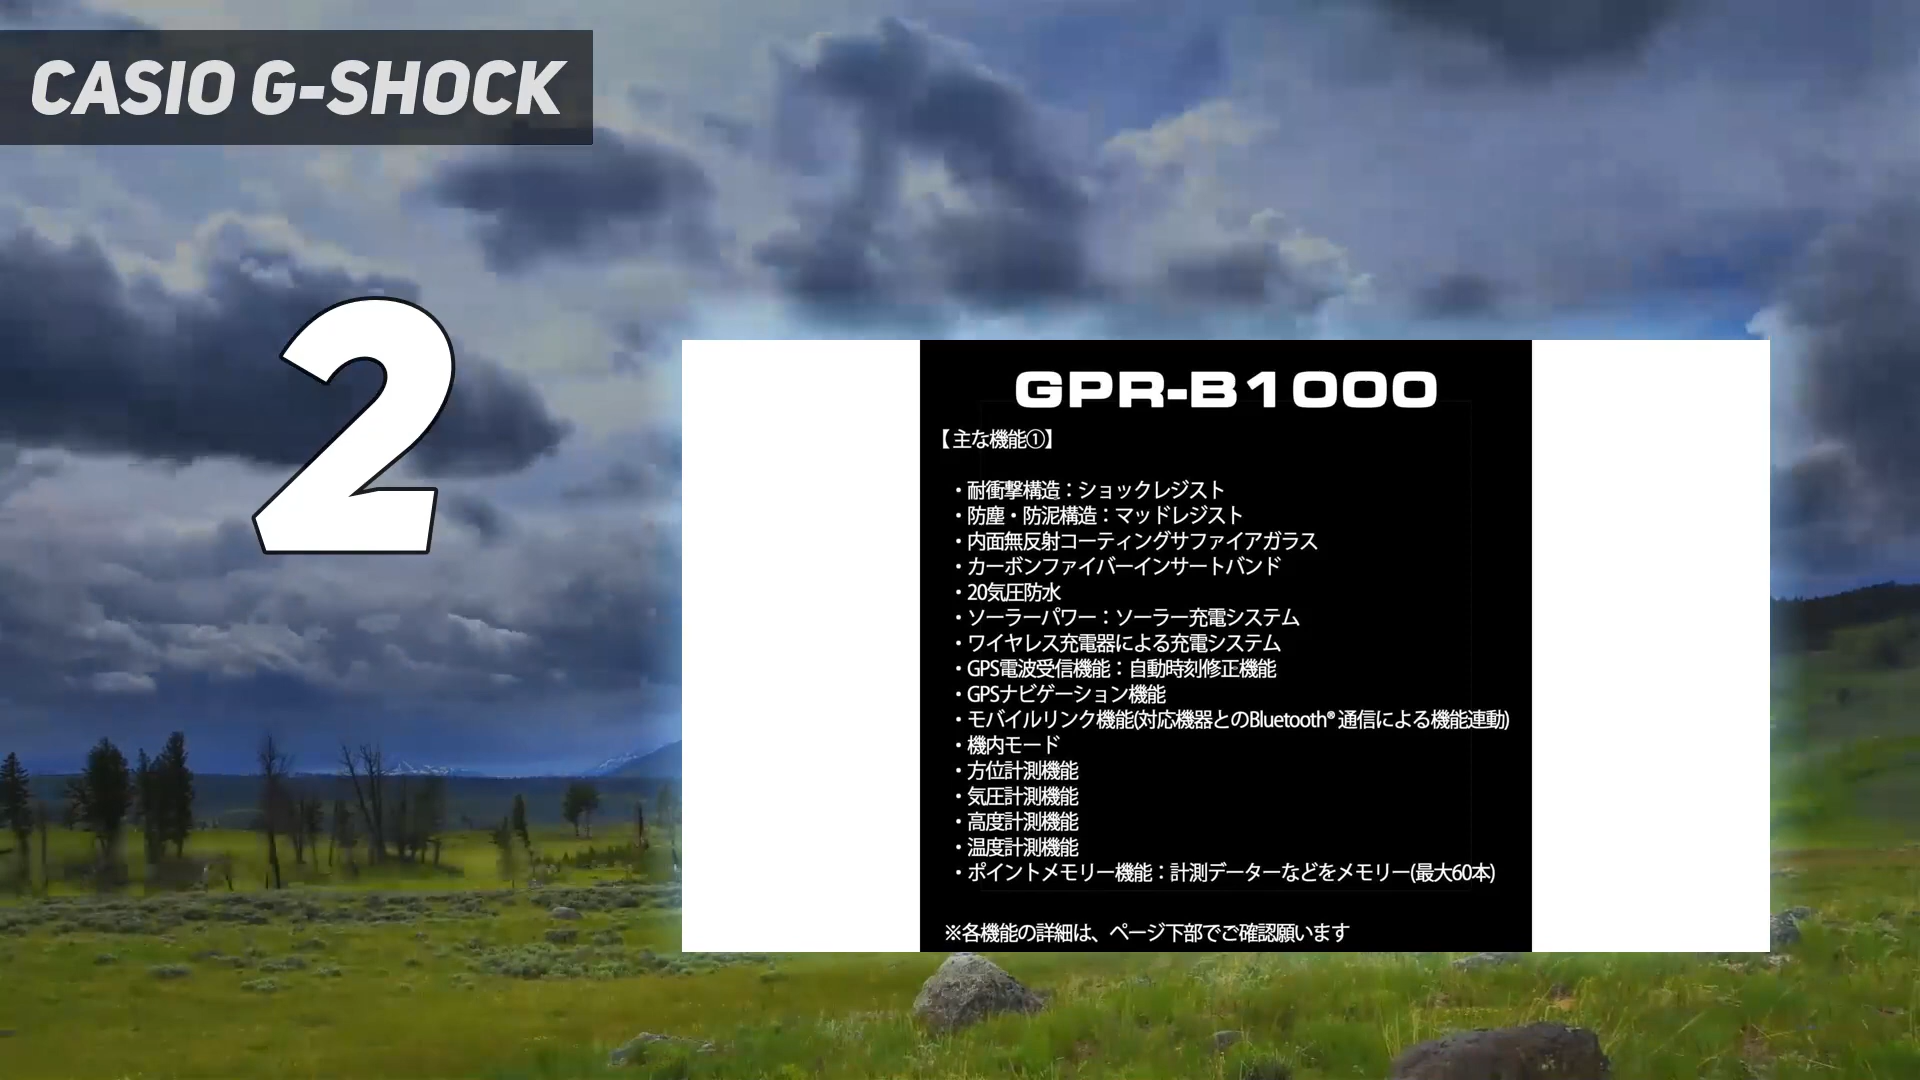 CASIO G-SHOCK
2
GPR-B1000
【主な機能①】
・耐衝撃構造：ショックレジスト
・防塵・防泥構造：マッドレジスト
・内面無反射コーティングサファイアガラス
・カーボンファイバーインサートバンド
・20気圧防水
・ソーラーパワー：ソーラー充電システム
・ワイヤレス充電器による充電システム
・GPS電波受信機能：自動時刻修正機能
・GPSナビゲーション機能
・モバイルリンク機能(対応機器とのBluetooth® 通信による機能連動)
・機内モード
・方位計測機能
・気圧計測機能
・高度計測機能
・温度計測機能
・ポイントメモリー機能：計測データーなどをメモリー(最大60本)
※各機能の詳細は、ページ下部でご確認願います